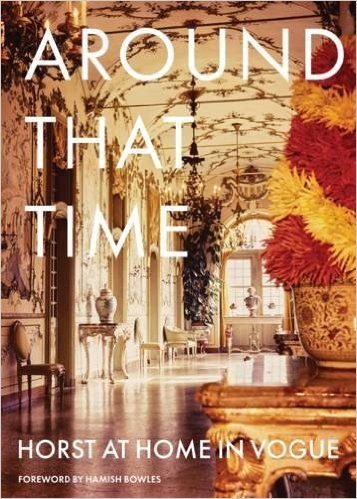 AROUND
THAT
TIME
HORST AT HOME IN VOGUE
FOREWORD BY HAMISH BOWLES